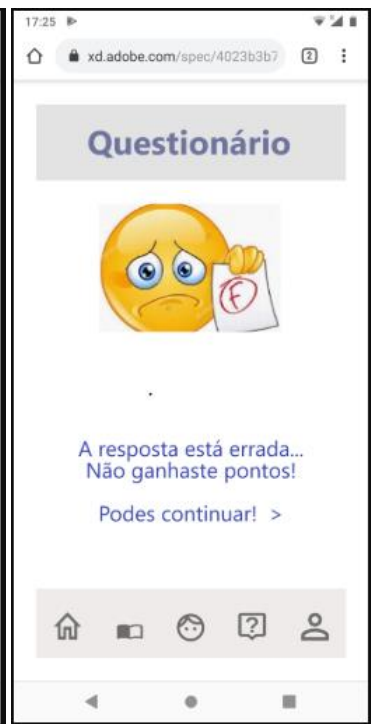 17:25
xd.adobe.com/spec/4023b3b7
2
Questionário
F
A resposta está errada...
Não ganhaste pontos!
Podes continuar! >
?